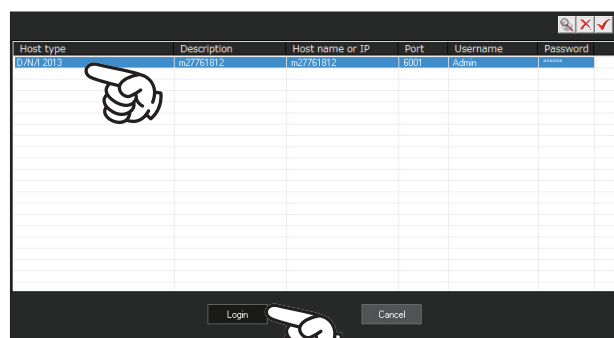 Host type Description Host name or IP Port Username Password
D/N/I 2013 m27761812 m27761812 6001 Admin ******
Login Cancel